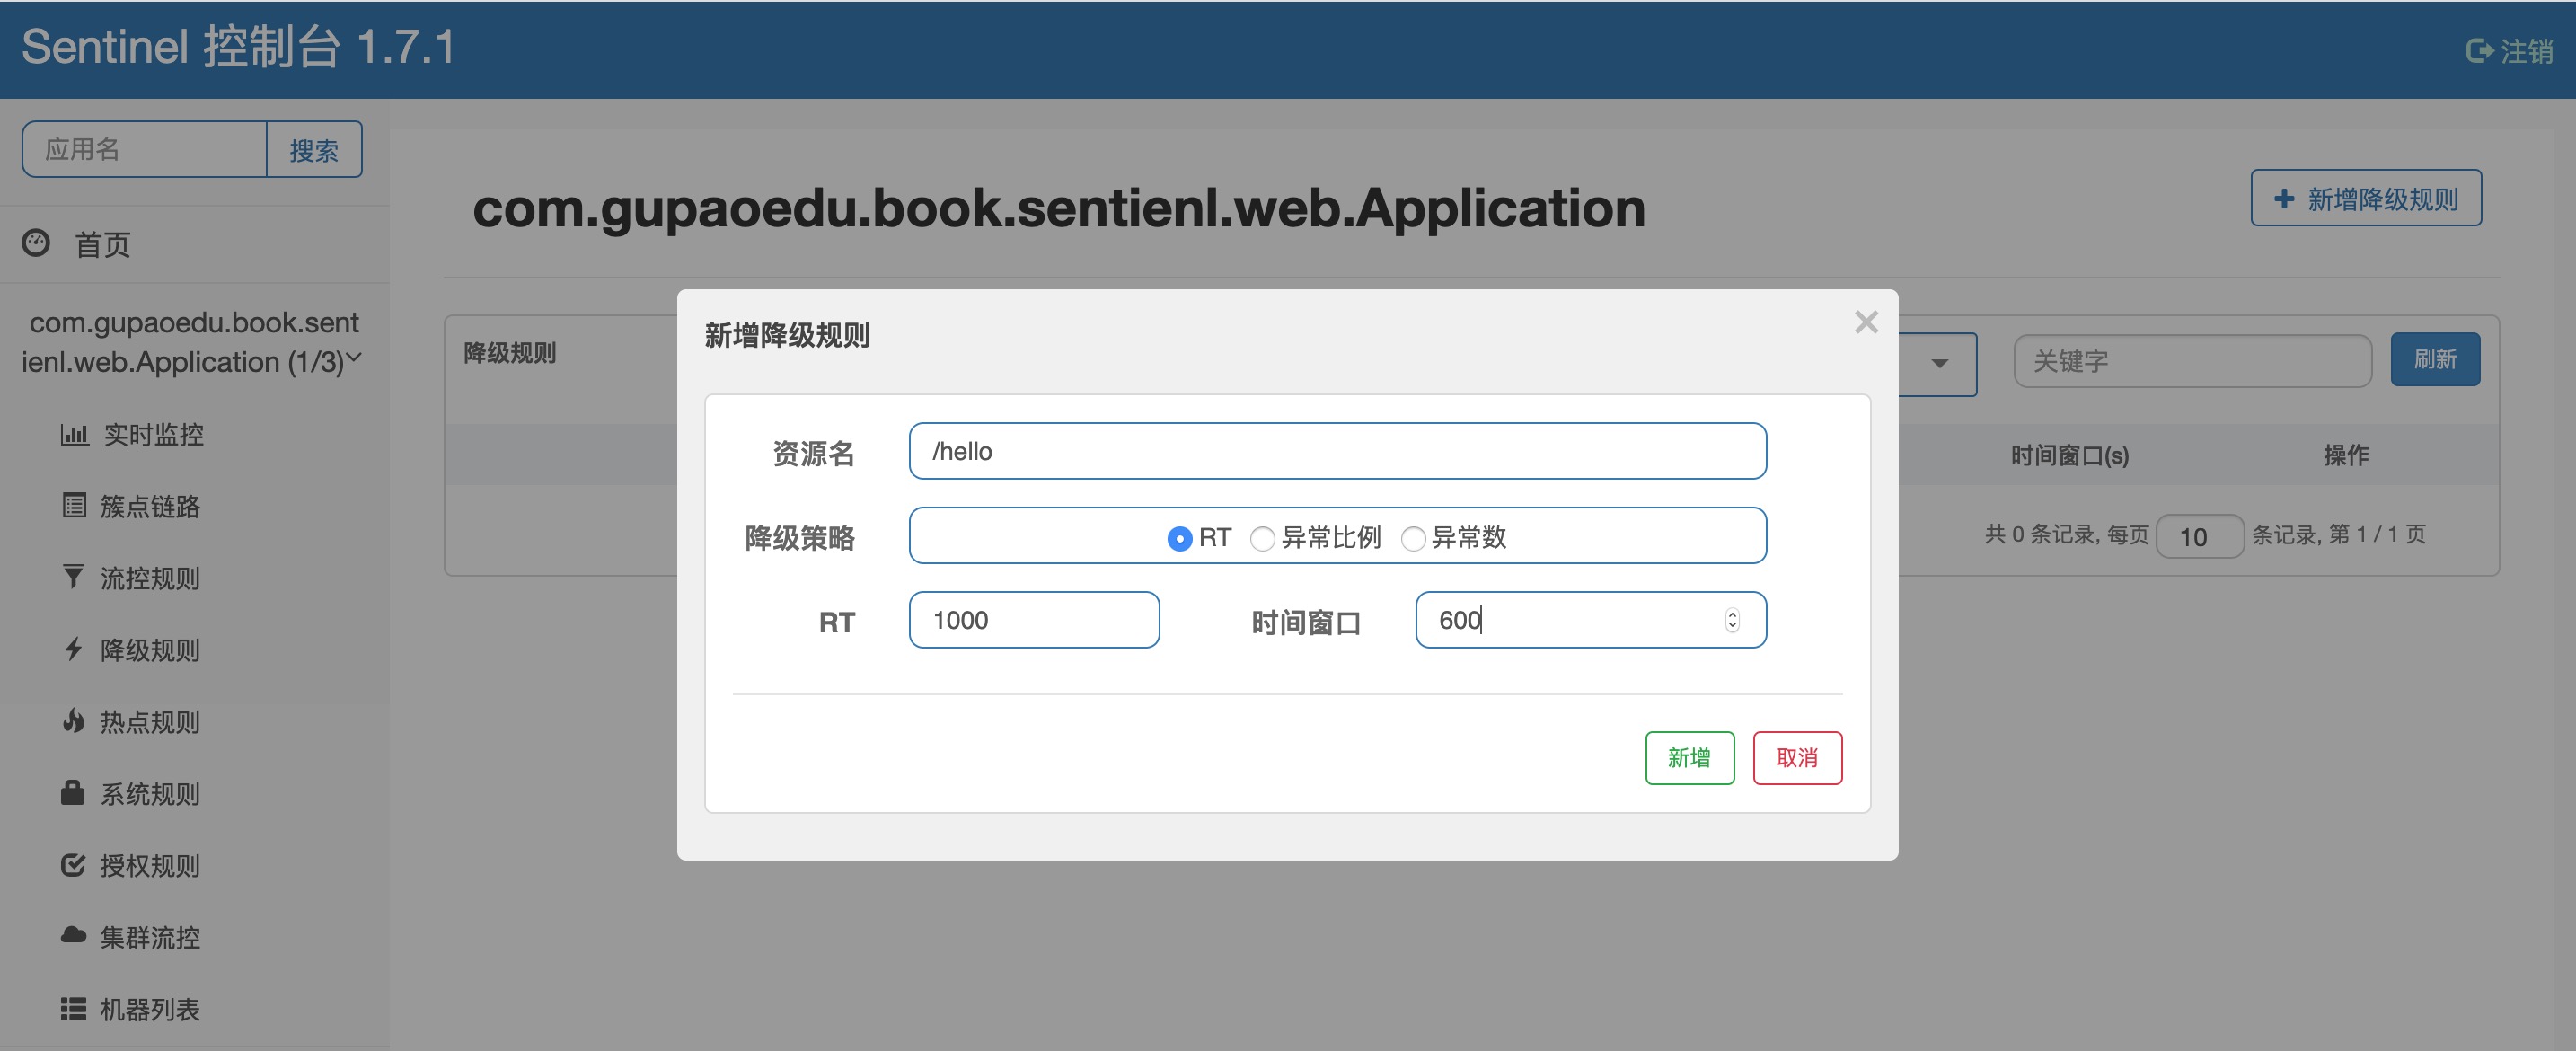 Sentinel 控制台 1.7.1
注销
应用名
搜索
首页
com.gupaoedu.book.sent
ienl.web.Application (1/3)
实时监控
簇点链路
流控规则
降级规则
热点规则
系统规则
授权规则
集群流控
机器列表
com.gupaoedu.book.sentienl.web.Application
新增降级规则
降级规则
关键字
刷新
时间窗口(s)
操作
共 0 条记录, 每页 10 条记录, 第 1 / 1 页
新增降级规则
×
资源名
/hello
降级策略
RT 异常比例 异常数
RT
1000
时间窗口
600
新增
取消